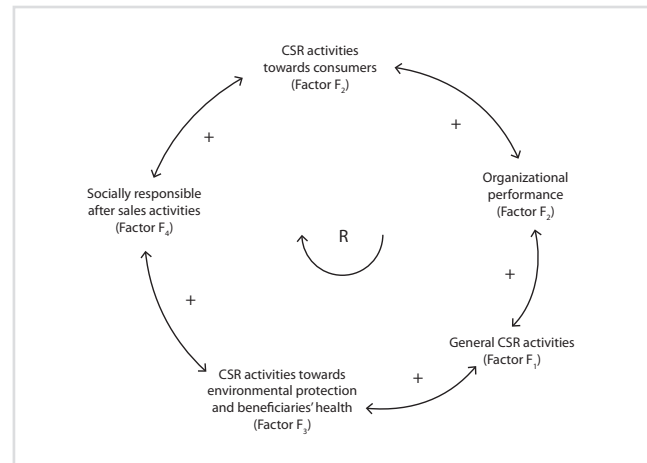 CSR activities
towards consumers
(Factor F₂)
+
+
Organizational
performance
(Factor F₂)
Socially responsible
after sales activities
(Factor F₄)
R
+
+
General CSR activities
(Factor F₁)
+
CSR activities towards
environmental protection
and beneficiaries' health
(Factor F₃)